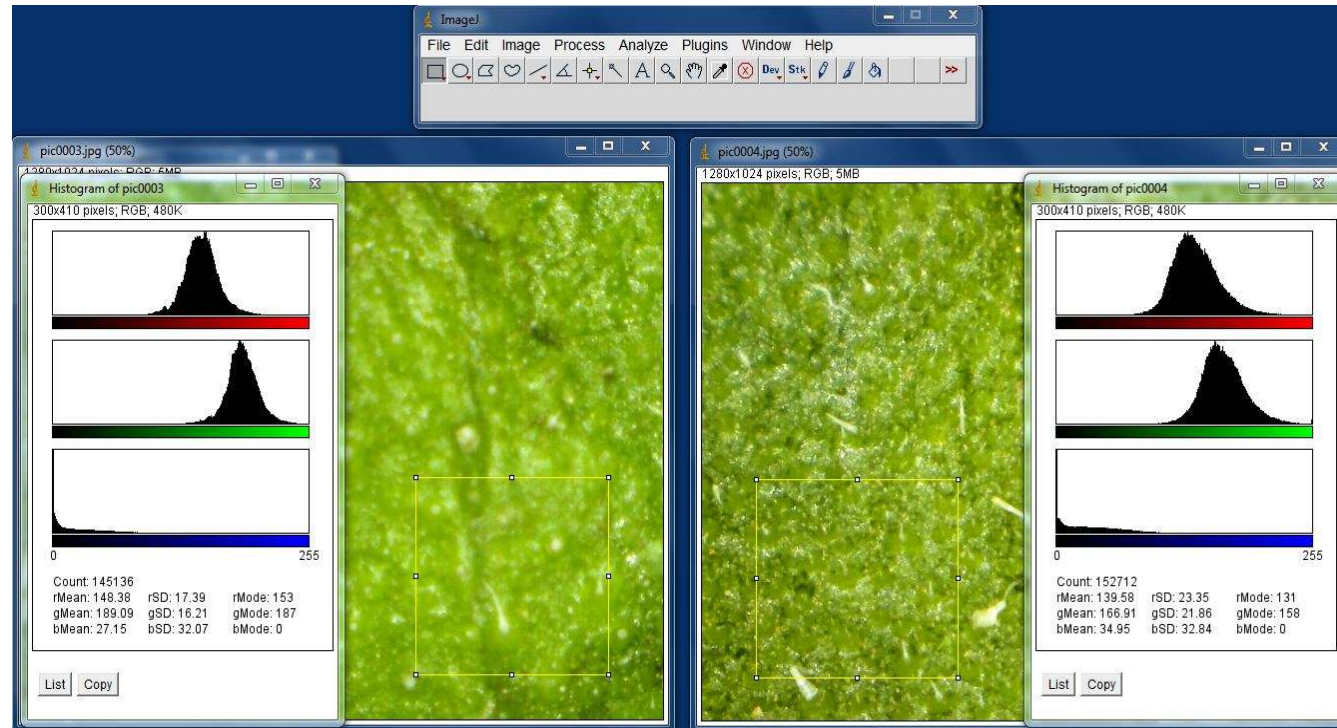 ImageJ
File Edit Image Process Analyze Plugins Window Help
A Dev Stk >>
pic0003.jpg (50%)
1280x1024 pixels; RGB; 5MB
Histogram of pic0003
300x410 pixels; RGB; 480K
0 255
Count: 145136
rMean: 148.38 rSD: 17.39 rMode: 153
gMean: 189.09 gSD: 16.21 gMode: 187
bMean: 27.15 bSD: 32.07 bMode: 0
List Copy
pic0004.jpg (50%)
1280x1024 pixels; RGB; 5MB
Histogram of pic0004
300x410 pixels; RGB; 480K
0 255
Count: 152712
rMean: 139.58 rSD: 23.35 rMode: 131
gMean: 166.91 gSD: 21.86 gMode: 158
bMean: 34.95 bSD: 32.84 bMode: 0
List Copy